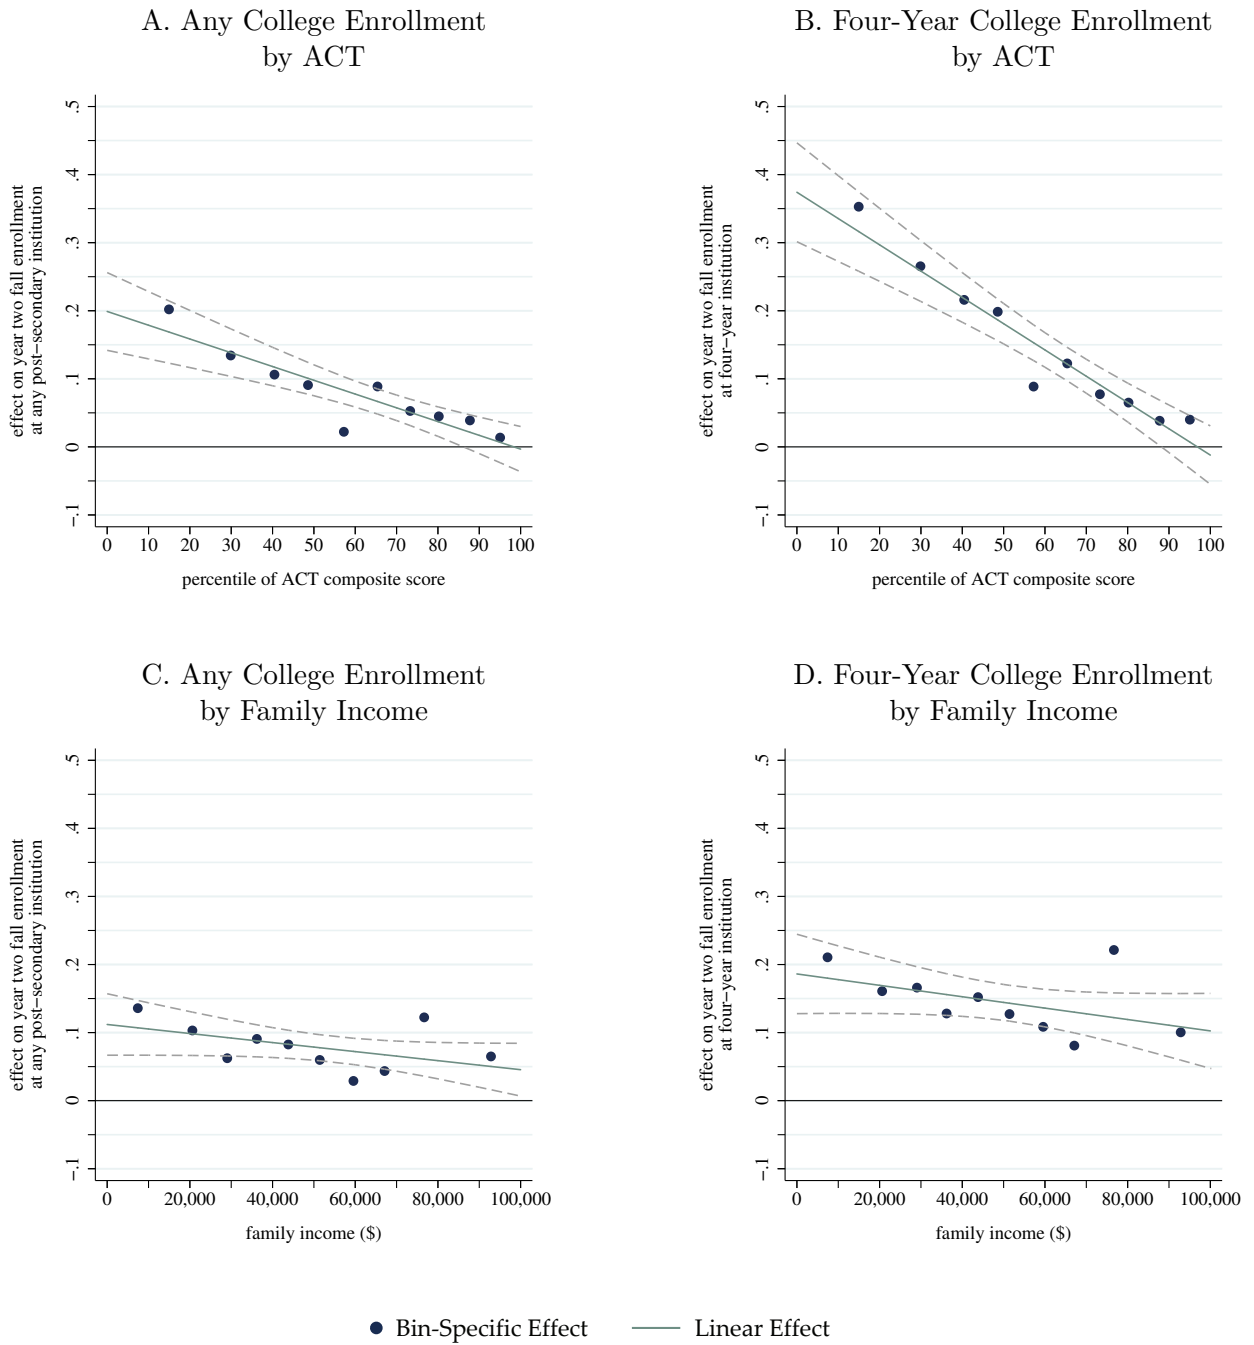 A. Any College Enrollment
by ACT
effect on year two fall enrollment
at any post−secondary institution
.5
.4
.3
.2
.1
0
−.1
0 10 20 30 40 50 60 70 80 90 100
percentile of ACT composite score
B. Four-Year College Enrollment
by ACT
effect on year two fall enrollment
at four−year institution
.5
.4
.3
.2
.1
0
−.1
0 10 20 30 40 50 60 70 80 90 100
percentile of ACT composite score
C. Any College Enrollment
by Family Income
effect on year two fall enrollment
at any post−secondary institution
.5
.4
.3
.2
.1
0
−.1
0 20,000 40,000 60,000 80,000 100,000
family income ($)
D. Four-Year College Enrollment
by Family Income
effect on year two fall enrollment
at four−year institution
.5
.4
.3
.2
.1
0
−.1
0 20,000 40,000 60,000 80,000 100,000
family income ($)
Bin-Specific Effect Linear Effect